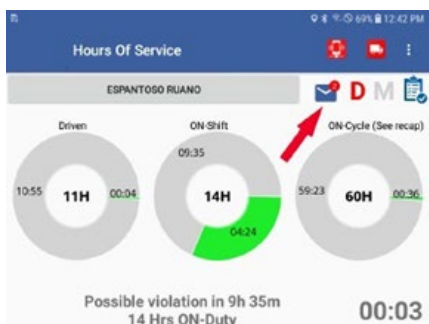 69% 12:42 PM
Hours Of Service
ESPANTOSO RUANO
D M
Driven
ON-Shift
ON-Cycle (See recap)
09:35
10:55
11H
00:04
14H
04:24
59:23
60H
00:36
Possible violation in 9h 35m
14 Hrs ON-Duty
00:03